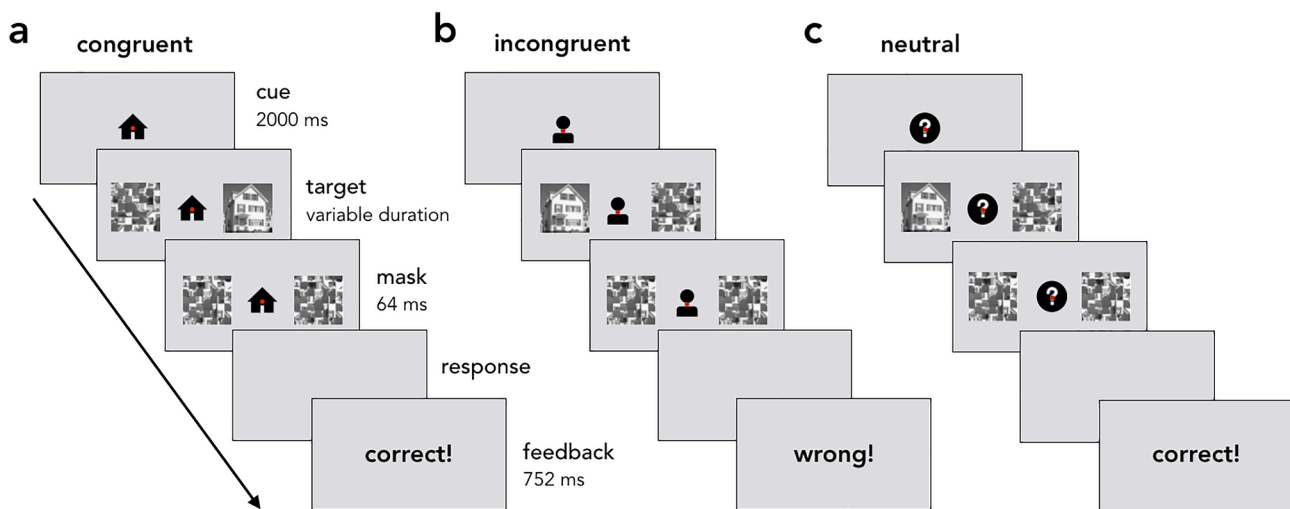 a
congruent
cue
2000 ms
target
variable duration
mask
64 ms
response
correct!
feedback
752 ms
b
incongruent
wrong!
c
neutral
?
?
?
correct!